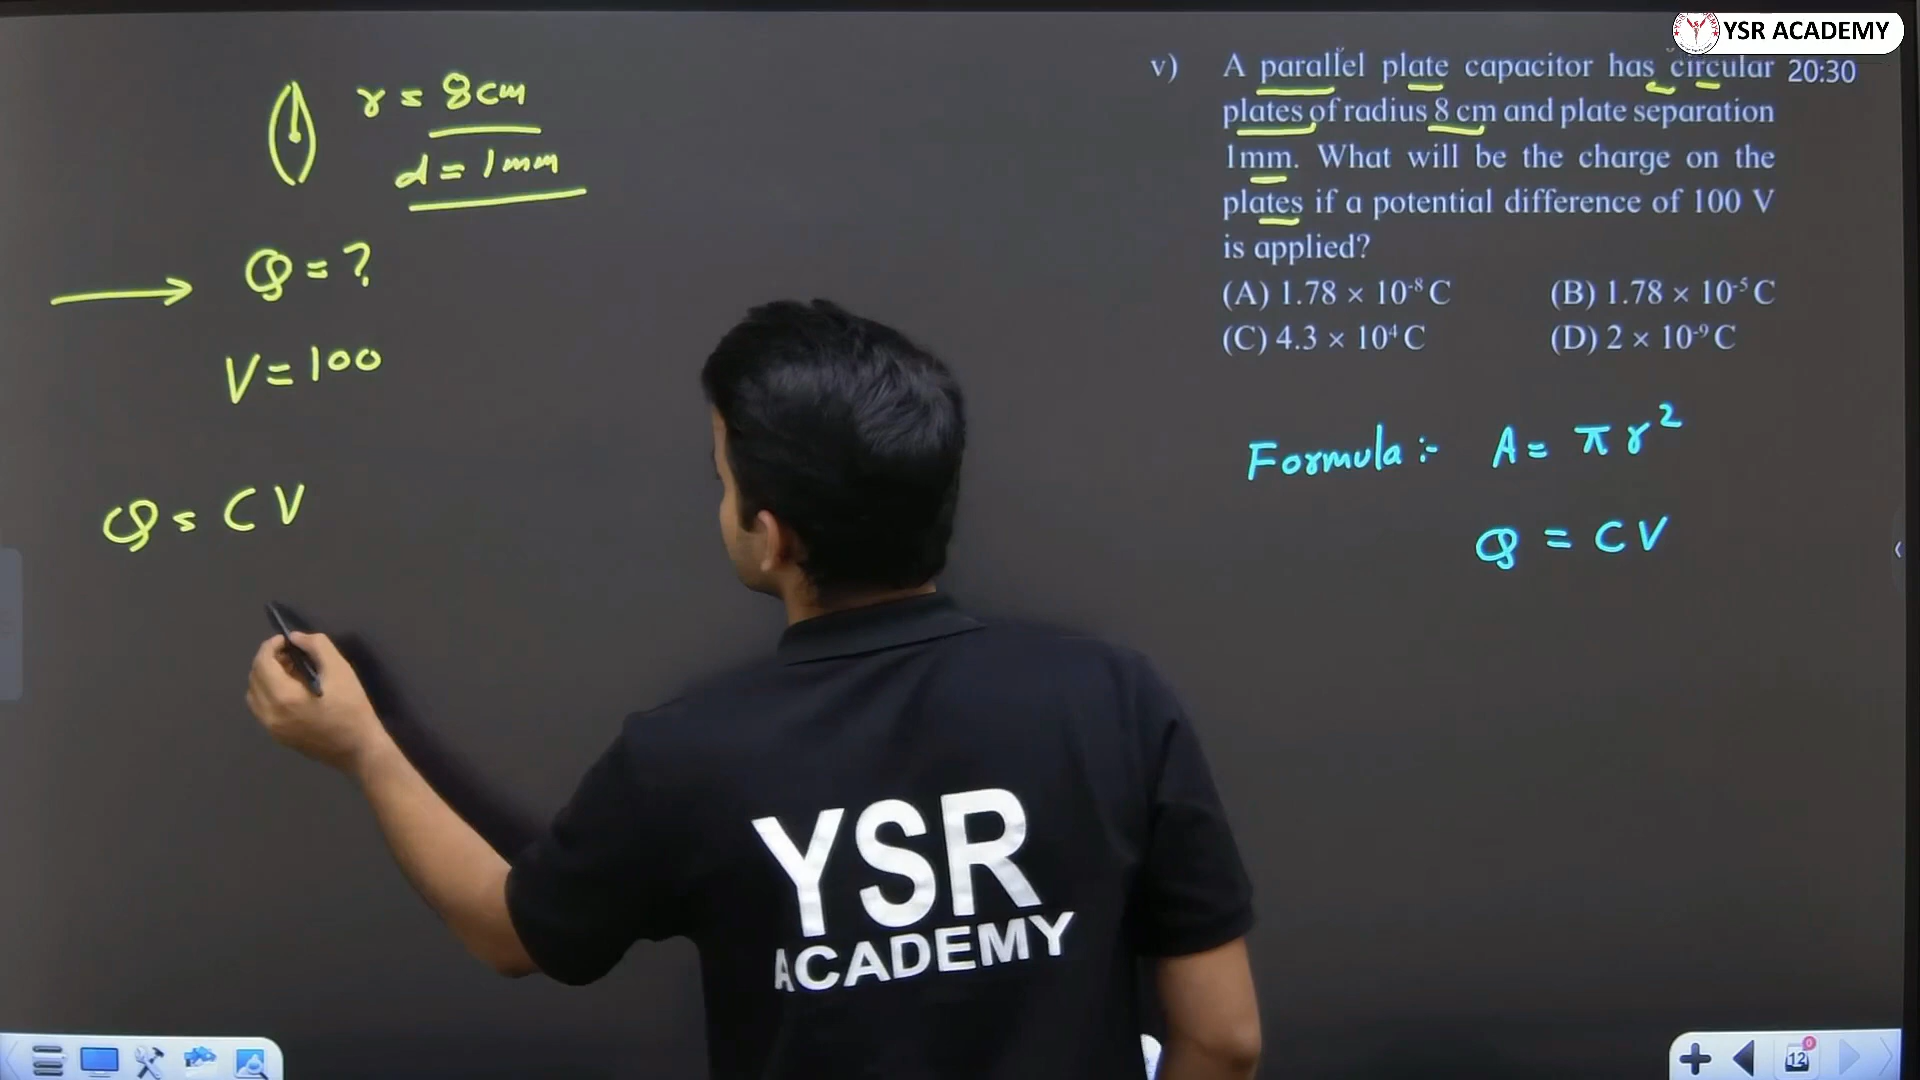 YSR ACADEMY
20:30
v) A parallel plate capacitor has circular
plates of radius 8 cm and plate separation
1mm. What will be the charge on the
plates if a potential difference of 100 V
is applied?
(A) 1.78 × 10⁻⁸ C (B) 1.78 × 10⁻⁵ C
(C) 4.3 × 10⁴ C (D) 2 × 10⁻⁹ C
r = 8cm
d = 1mm
Q = ?
V = 100
Q = CV
Formula :- A = πr²
Q = CV
YSR
ACADEMY
12
0